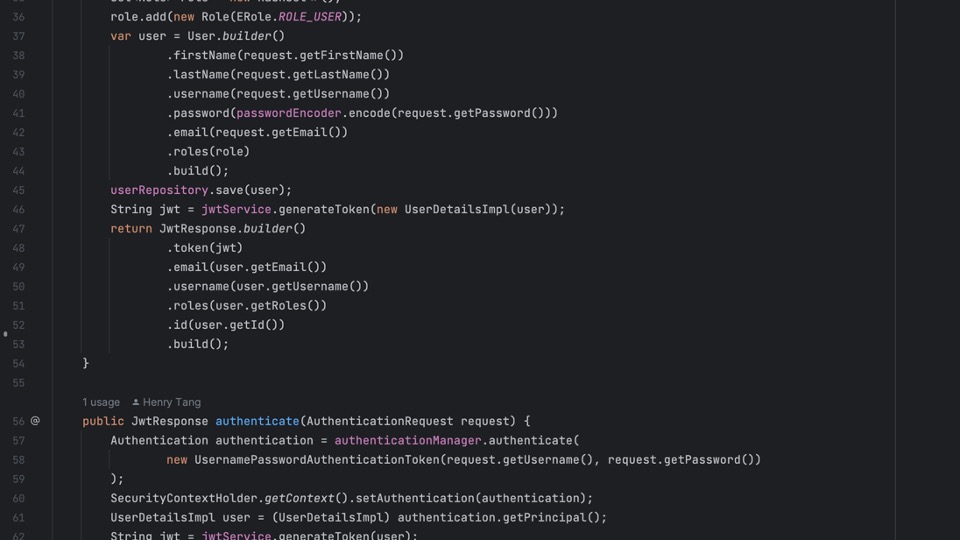 36 role.add(new Role(ERole.ROLE_USER));
37 var user = User.builder()
38 .firstName(request.getFirstName())
39 .lastName(request.getLastName())
40 .username(request.getUsername())
41 .password(passwordEncoder.encode(request.getPassword()))
42 .email(request.getEmail())
43 .roles(role)
44 .build();
45 userRepository.save(user);
46 String jwt = jwtService.generateToken(new UserDetailsImpl(user));
47 return JwtResponse.builder()
48 .token(jwt)
49 .email(user.getEmail())
50 .username(user.getUsername())
51 .roles(user.getRoles())
52 .id(user.getId())
53 .build();
54 }
55
1 usage Henry Tang
56 @ public JwtResponse authenticate(AuthenticationRequest request) {
57 Authentication authentication = authenticationManager.authenticate(
58 new UsernamePasswordAuthenticationToken(request.getUsername(), request.getPassword())
59 );
60 SecurityContextHolder.getContext().setAuthentication(authentication);
61 UserDetailsImpl user = (UserDetailsImpl) authentication.getPrincipal();
62 String jwt = jwtService.generateToken(user);